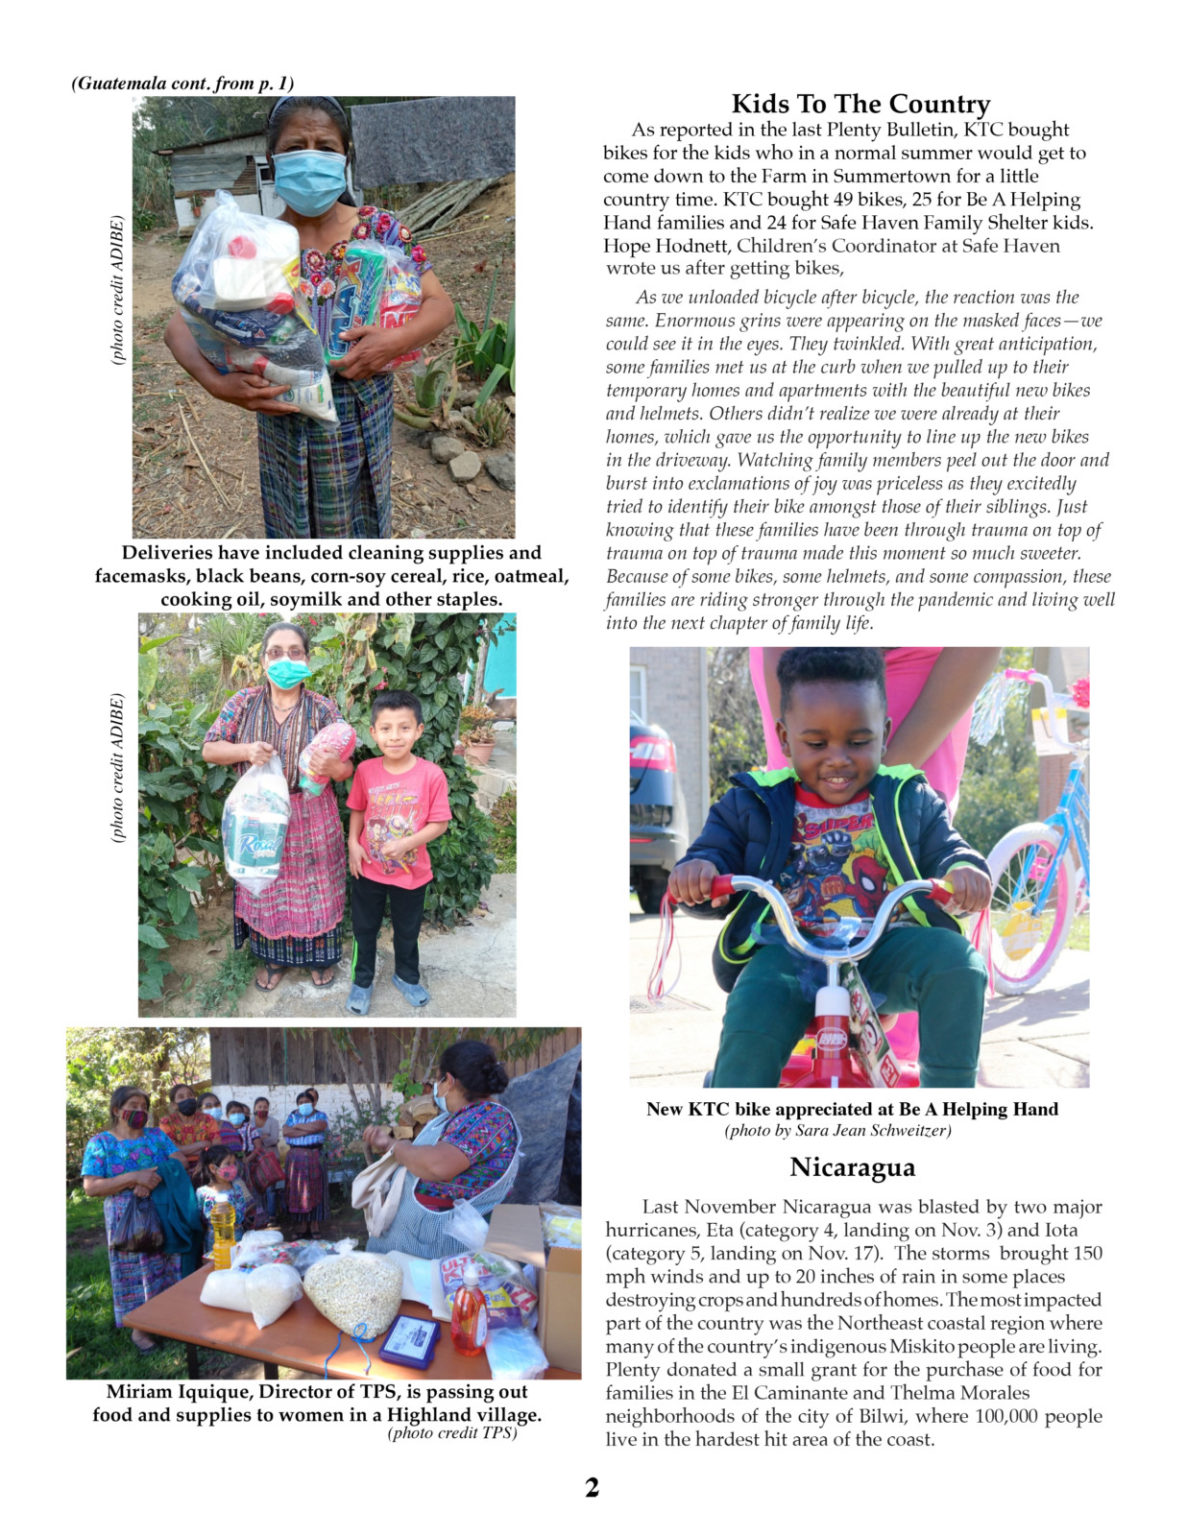 (Guatemala cont. from p. 1)
(photo credit ADIBE)
Deliveries have included cleaning supplies and
facemasks, black beans, corn-soy cereal, rice, oatmeal,
cooking oil, soymilk and other staples.
(photo credit ADIBE)
Miriam Iquique, Director of TPS, is passing out
food and supplies to women in a Highland village.
(photo credit TPS)
Kids To The Country
As reported in the last Plenty Bulletin, KTC bought
bikes for the kids who in a normal summer would get to
come down to the Farm in Summertown for a little
country time. KTC bought 49 bikes, 25 for Be A Helping
Hand families and 24 for Safe Haven Family Shelter kids.
Hope Hodnett, Children's Coordinator at Safe Haven
wrote us after getting bikes,
As we unloaded bicycle after bicycle, the reaction was the
same. Enormous grins were appearing on the masked faces—we
could see it in the eyes. They twinkled. With great anticipation,
some families met us at the curb when we pulled up to their
temporary homes and apartments with the beautiful new bikes
and helmets. Others didn't realize we were already at their
homes, which gave us the opportunity to line up the new bikes
in the driveway. Watching family members peel out the door and
burst into exclamations of joy was priceless as they excitedly
tried to identify their bike amongst those of their siblings. Just
knowing that these families have been through trauma on top of
trauma on top of trauma made this moment so much sweeter.
Because of some bikes, some helmets, and some compassion, these
families are riding stronger through the pandemic and living well
into the next chapter of family life.
SUPER
New KTC bike appreciated at Be A Helping Hand
(photo by Sara Jean Schweitzer)
Nicaragua
Last November Nicaragua was blasted by two major
hurricanes, Eta (category 4, landing on Nov. 3) and Iota
(category 5, landing on Nov. 17). The storms brought 150
mph winds and up to 20 inches of rain in some places
destroying crops and hundreds of homes. The most impacted
part of the country was the Northeast coastal region where
many of the country's indigenous Miskito people are living.
Plenty donated a small grant for the purchase of food for
families in the El Caminante and Thelma Morales
neighborhoods of the city of Bilwi, where 100,000 people
live in the hardest hit area of the coast.
2